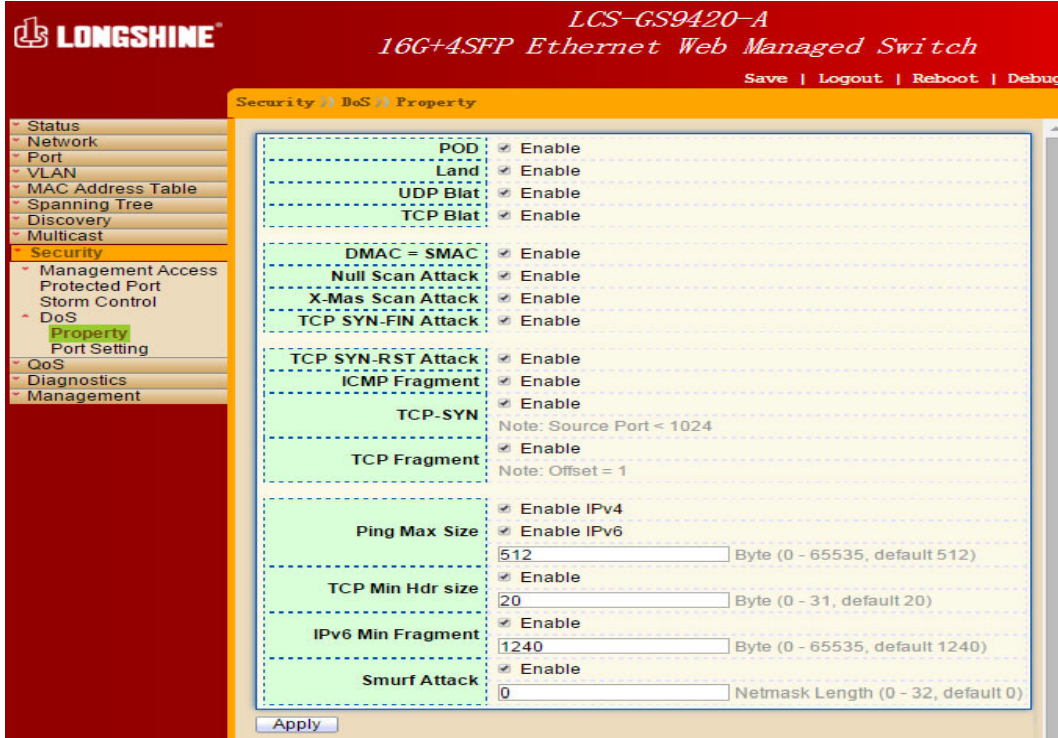 LONGSHINE®
LCS-GS9420-A
16G+4SFP Ethernet Web Managed Switch
Save | Logout | Reboot | Debug
Security » DoS » Property
Status
Network
Port
VLAN
MAC Address Table
Spanning Tree
Discovery
Multicast
Security
Management Access
Protected Port
Storm Control
DoS
Property
Port Setting
QoS
Diagnostics
Management
POD Enable
Land Enable
UDP Blat Enable
TCP Blat Enable
DMAC = SMAC Enable
Null Scan Attack Enable
X-Mas Scan Attack Enable
TCP SYN-FIN Attack Enable
TCP SYN-RST Attack Enable
ICMP Fragment Enable
TCP-SYN Enable
Note: Source Port < 1024
TCP Fragment Enable
Note: Offset = 1
Ping Max Size Enable IPv4
Enable IPv6
512 Byte (0 - 65535, default 512)
TCP Min Hdr size Enable
20 Byte (0 - 31, default 20)
IPv6 Min Fragment Enable
1240 Byte (0 - 65535, default 1240)
Smurf Attack Enable
0 Netmask Length (0 - 32, default 0)
Apply